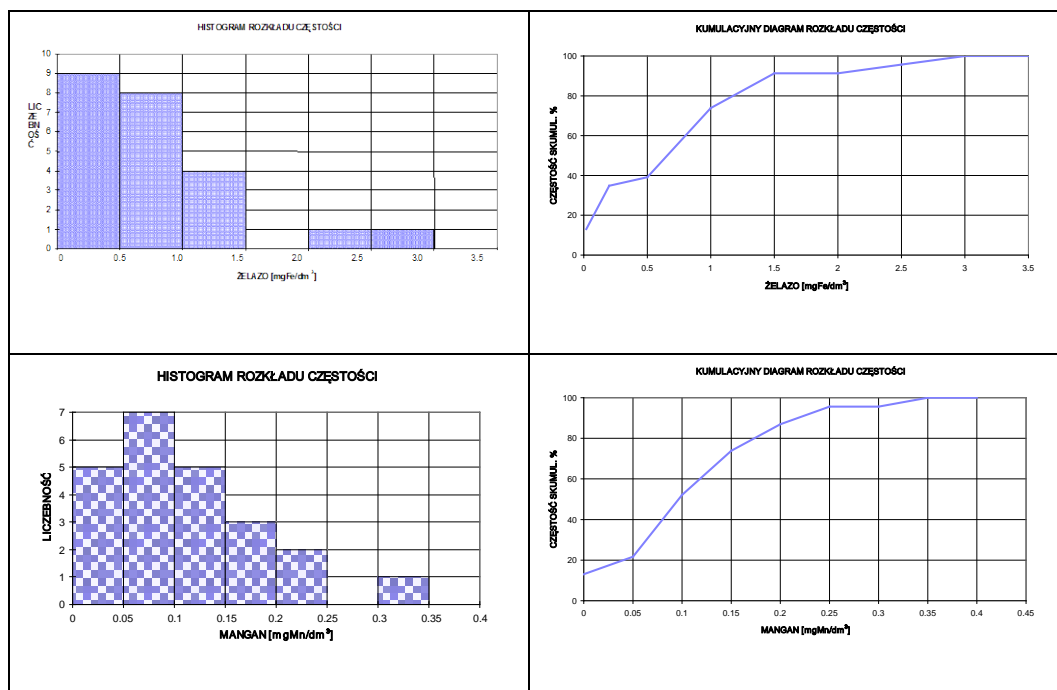 HISTOGRAM ROZKŁADU CZĘSTOŚCI
10
9
8
7
6
5
4
3
2
1
0
LIC
ZE
BN
OŚ
Ć
0 0.5 1.0 1.5 2.0 2.5 3.0 3.5
ŻELAZO [mgFe/dm³]
KUMULACYJNY DIAGRAM ROZKŁADU CZĘSTOŚCI
100
80
60
40
20
0
CZĘSTOŚĆ SKUMUL. %
0 0.5 1 1.5 2 2.5 3 3.5
ŻELAZO [mgFe/dm³]
HISTOGRAM ROZKŁADU CZĘSTOŚCI
7
6
5
4
3
2
1
0
LICZEBNOŚĆ
0 0.05 0.1 0.15 0.2 0.25 0.3 0.35 0.4
MANGAN [mgMn/dm³]
KUMULACYJNY DIAGRAM ROZKŁADU CZĘSTOŚCI
100
80
60
40
20
0
CZĘSTOŚĆ SKUMUL. %
0 0.05 0.1 0.15 0.2 0.25 0.3 0.35 0.4 0.45
MANGAN [mgMn/dm³]